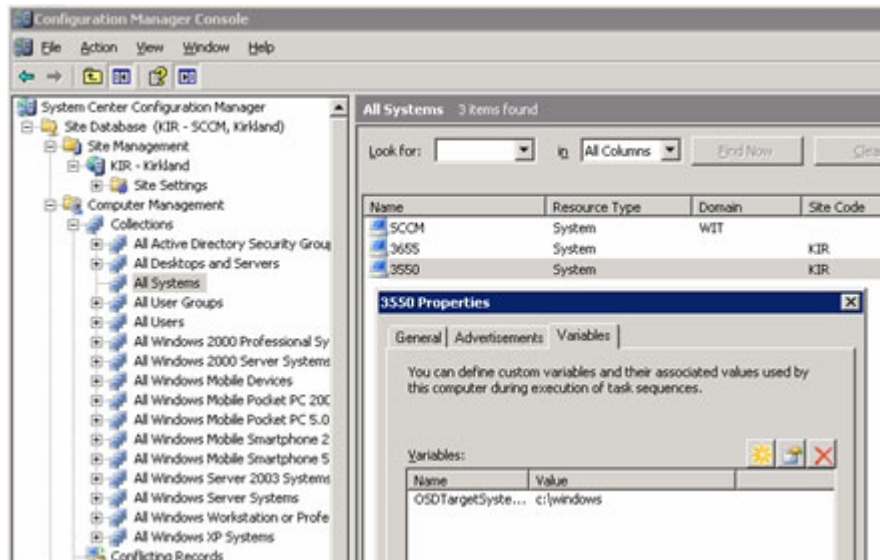 Configuration Manager Console
File Action View Window Help
System Center Configuration Manager
Site Database (KIR - SCCM, Kirkland)
Site Management
KIR - Kirkland
Site Settings
Computer Management
Collections
All Active Directory Security Grou
All Desktops and Servers
All Systems
All User Groups
All Users
All Windows 2000 Professional Sy
All Windows 2000 Server Systems
All Windows Mobile Devices
All Windows Mobile Pocket PC 200
All Windows Mobile Pocket PC 5.0
All Windows Mobile Smartphone 2
All Windows Mobile Smartphone 5
All Windows Server 2003 Systems
All Windows Server Systems
All Windows Workstation or Profe
All Windows XP Systems
Conflicting Records
All Systems 3 items found
Look for: in All Columns Find Now Clea
Name Resource Type Domain Site Code
SCCM System WIT
3655 System KIR
3550 System KIR
3550 Properties
General Advertisements Variables
You can define custom variables and their associated values used by
this computer during execution of task sequences.
Variables:
Name Value
OSDTargetSyste... c:\windows